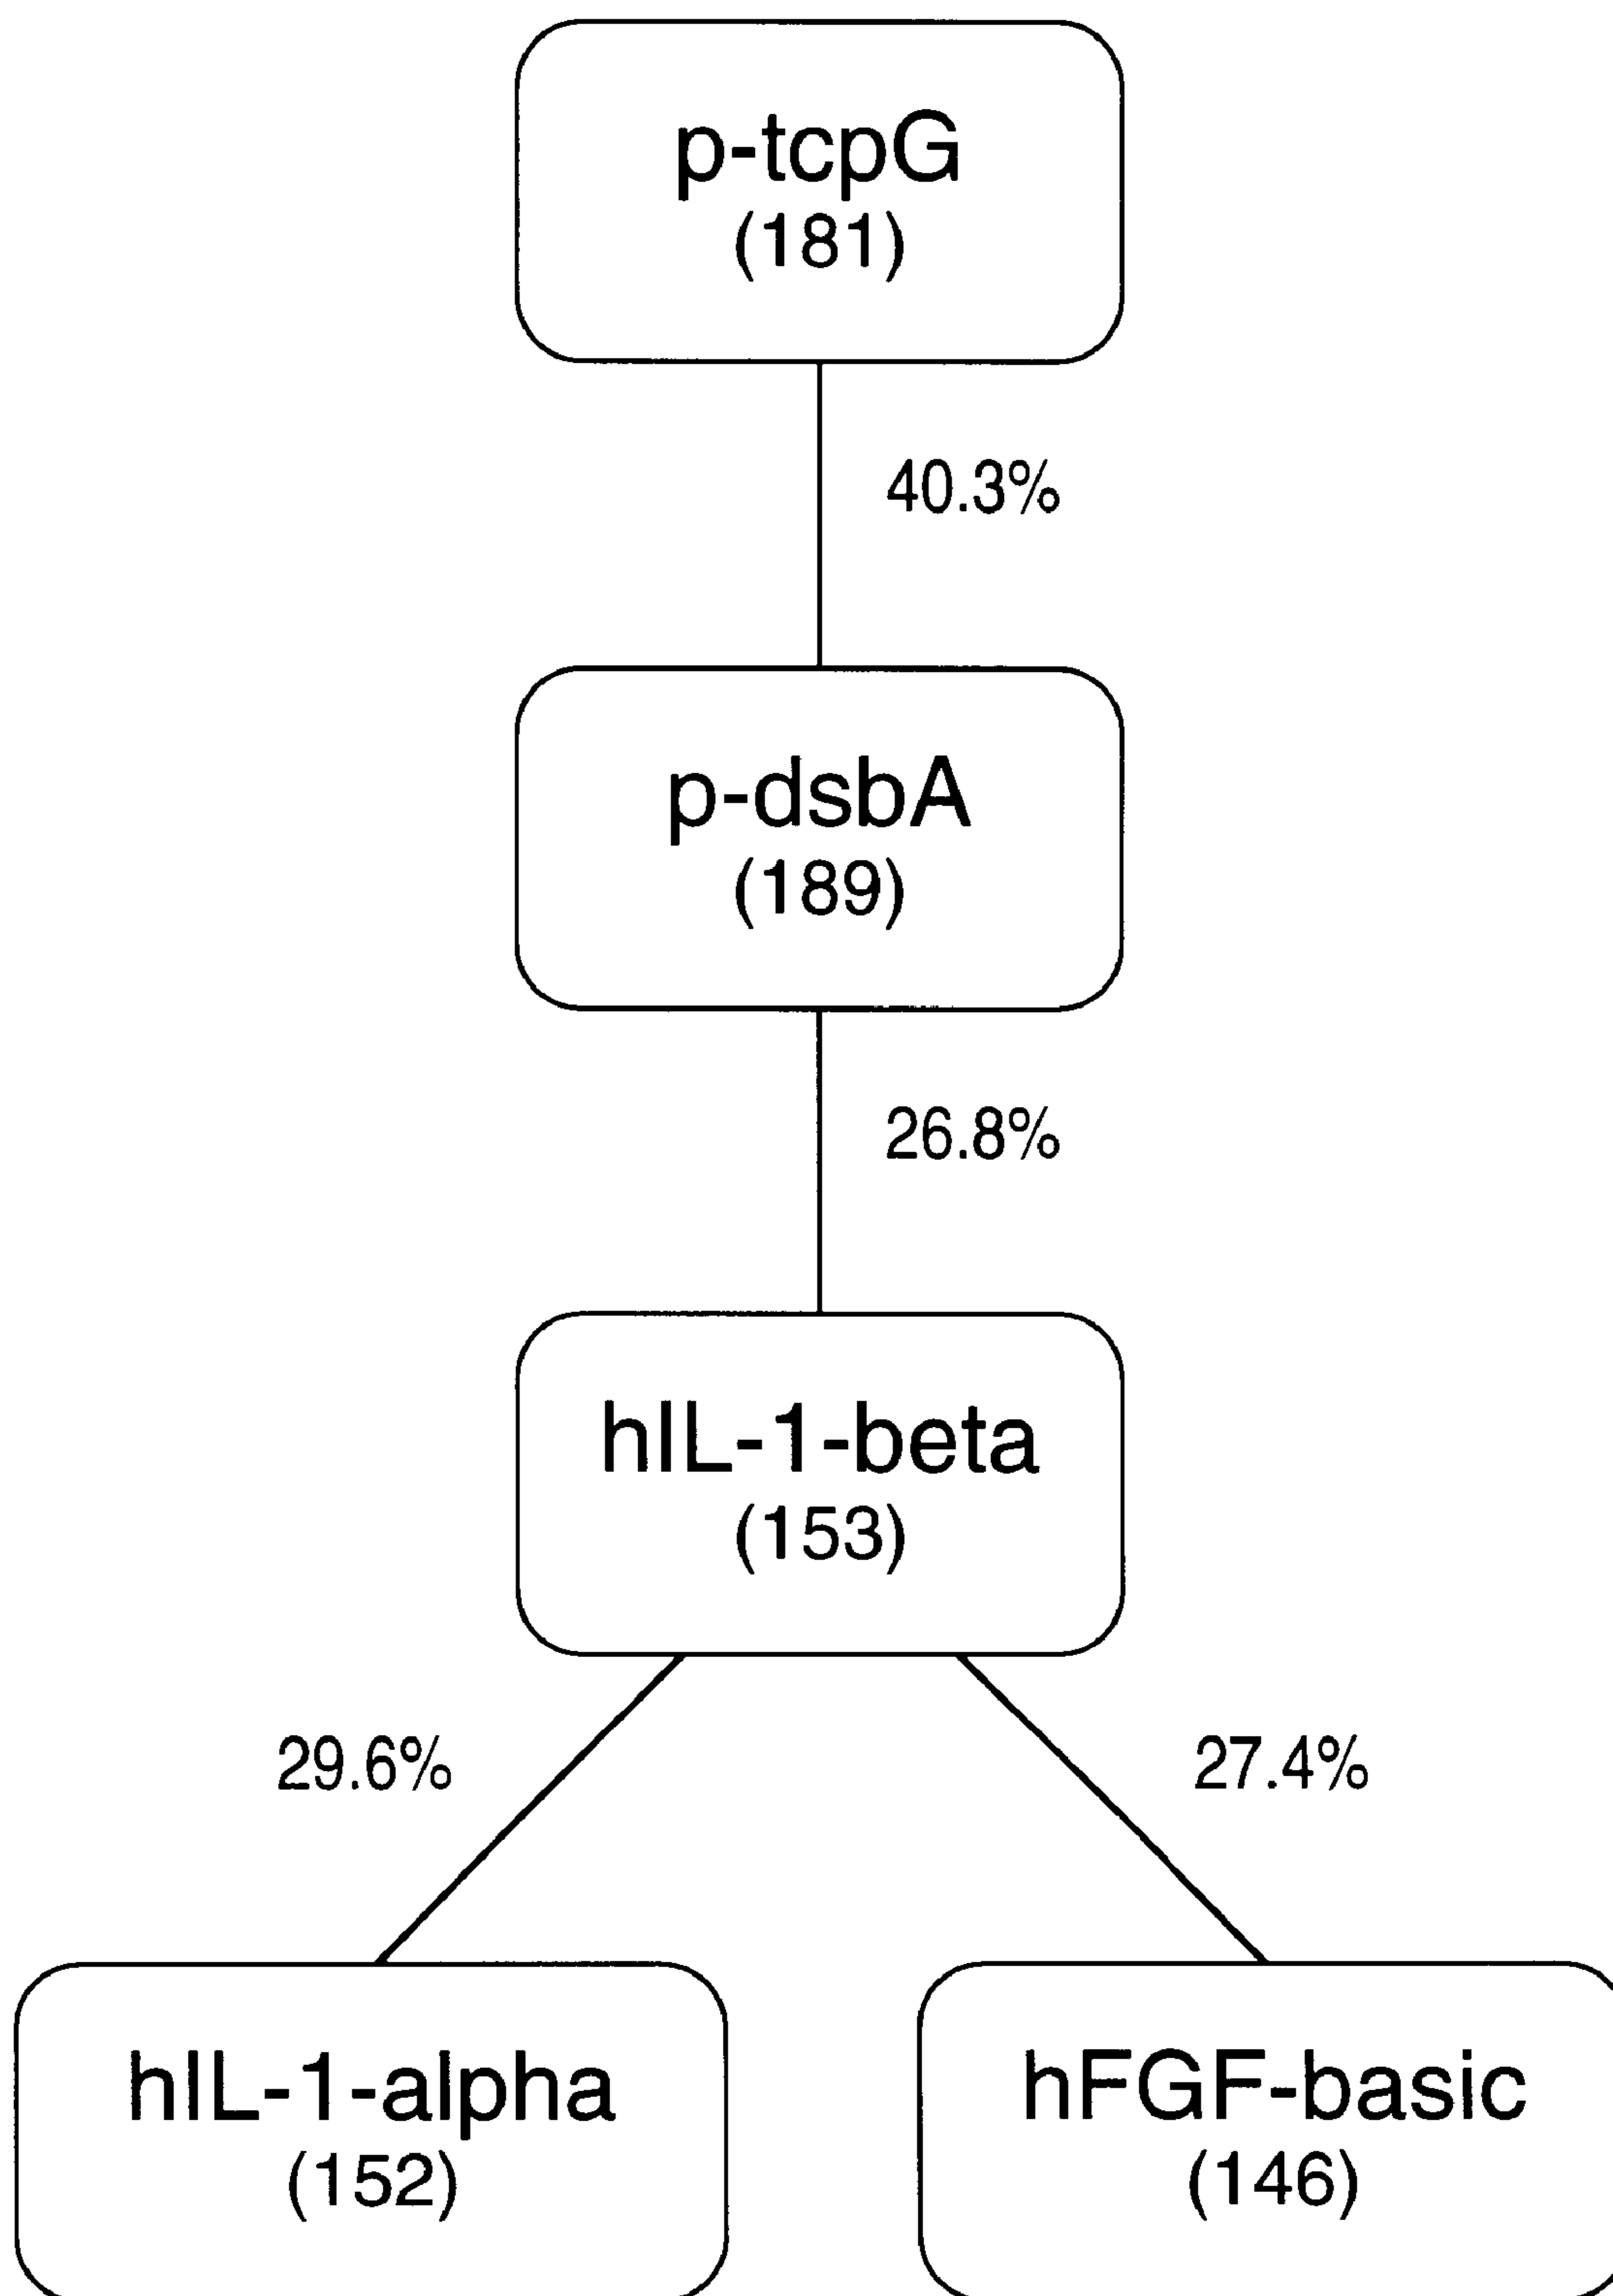 p-tcpG
(181)
40.3%
p-dsbA
(189)
26.8%
hIL-1-beta
(153)
29.6%
27.4%
hIL-1-alpha
(152)
hFGF-basic
(146)